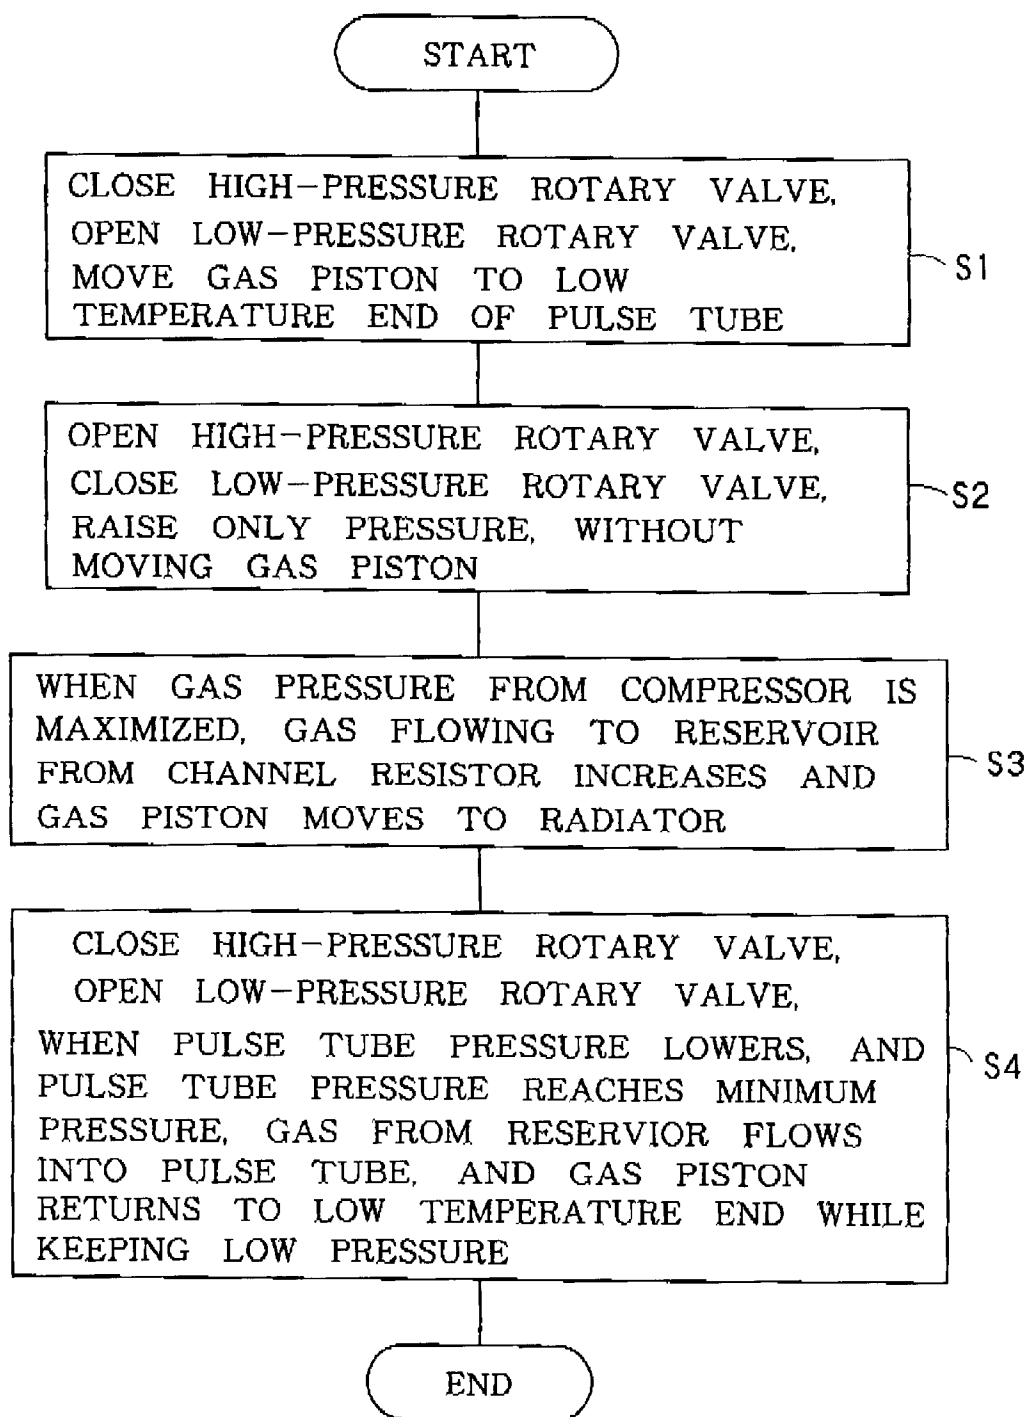 START
CLOSE HIGH-PRESSURE ROTARY VALVE,
OPEN LOW-PRESSURE ROTARY VALVE,
MOVE GAS PISTON TO LOW
TEMPERATURE END OF PULSE TUBE
S1
OPEN HIGH-PRESSURE ROTARY VALVE,
CLOSE LOW-PRESSURE ROTARY VALVE,
RAISE ONLY PRESSURE, WITHOUT
MOVING GAS PISTON
S2
WHEN GAS PRESSURE FROM COMPRESSOR IS
MAXIMIZED, GAS FLOWING TO RESERVOIR
FROM CHANNEL RESISTOR INCREASES AND
GAS PISTON MOVES TO RADIATOR
S3
CLOSE HIGH-PRESSURE ROTARY VALVE,
OPEN LOW-PRESSURE ROTARY VALVE,
WHEN PULSE TUBE PRESSURE LOWERS, AND
PULSE TUBE PRESSURE REACHES MINIMUM
PRESSURE, GAS FROM RESERVIOR FLOWS
INTO PULSE TUBE, AND GAS PISTON
RETURNS TO LOW TEMPERATURE END WHILE
KEEPING LOW PRESSURE
S4
END